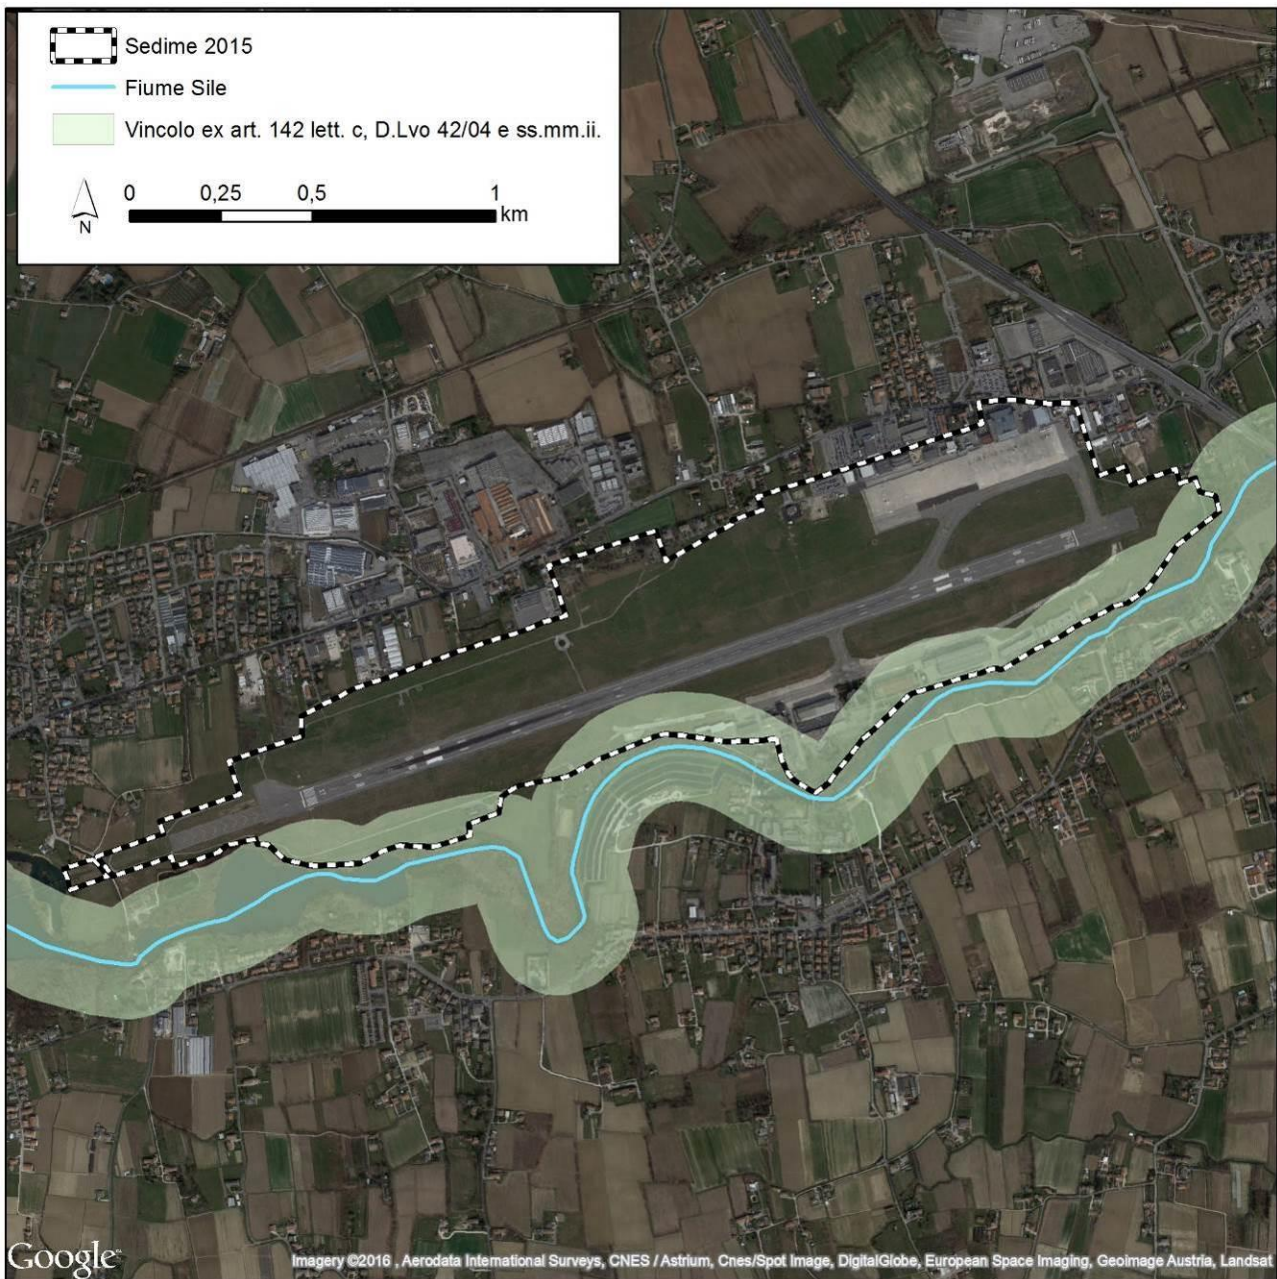 Sedime 2015
Fiume Sile
Vincolo ex art. 142 lett. c, D.Lvo 42/04 e ss.mm.ii.
0 0,25 0,5 1
km
N
Google
Imagery ©2016 , Aerodata International Surveys, CNES / Astrium, Cnes/Spot Image, DigitalGlobe, European Space Imaging, Geoimage Austria, Landsat